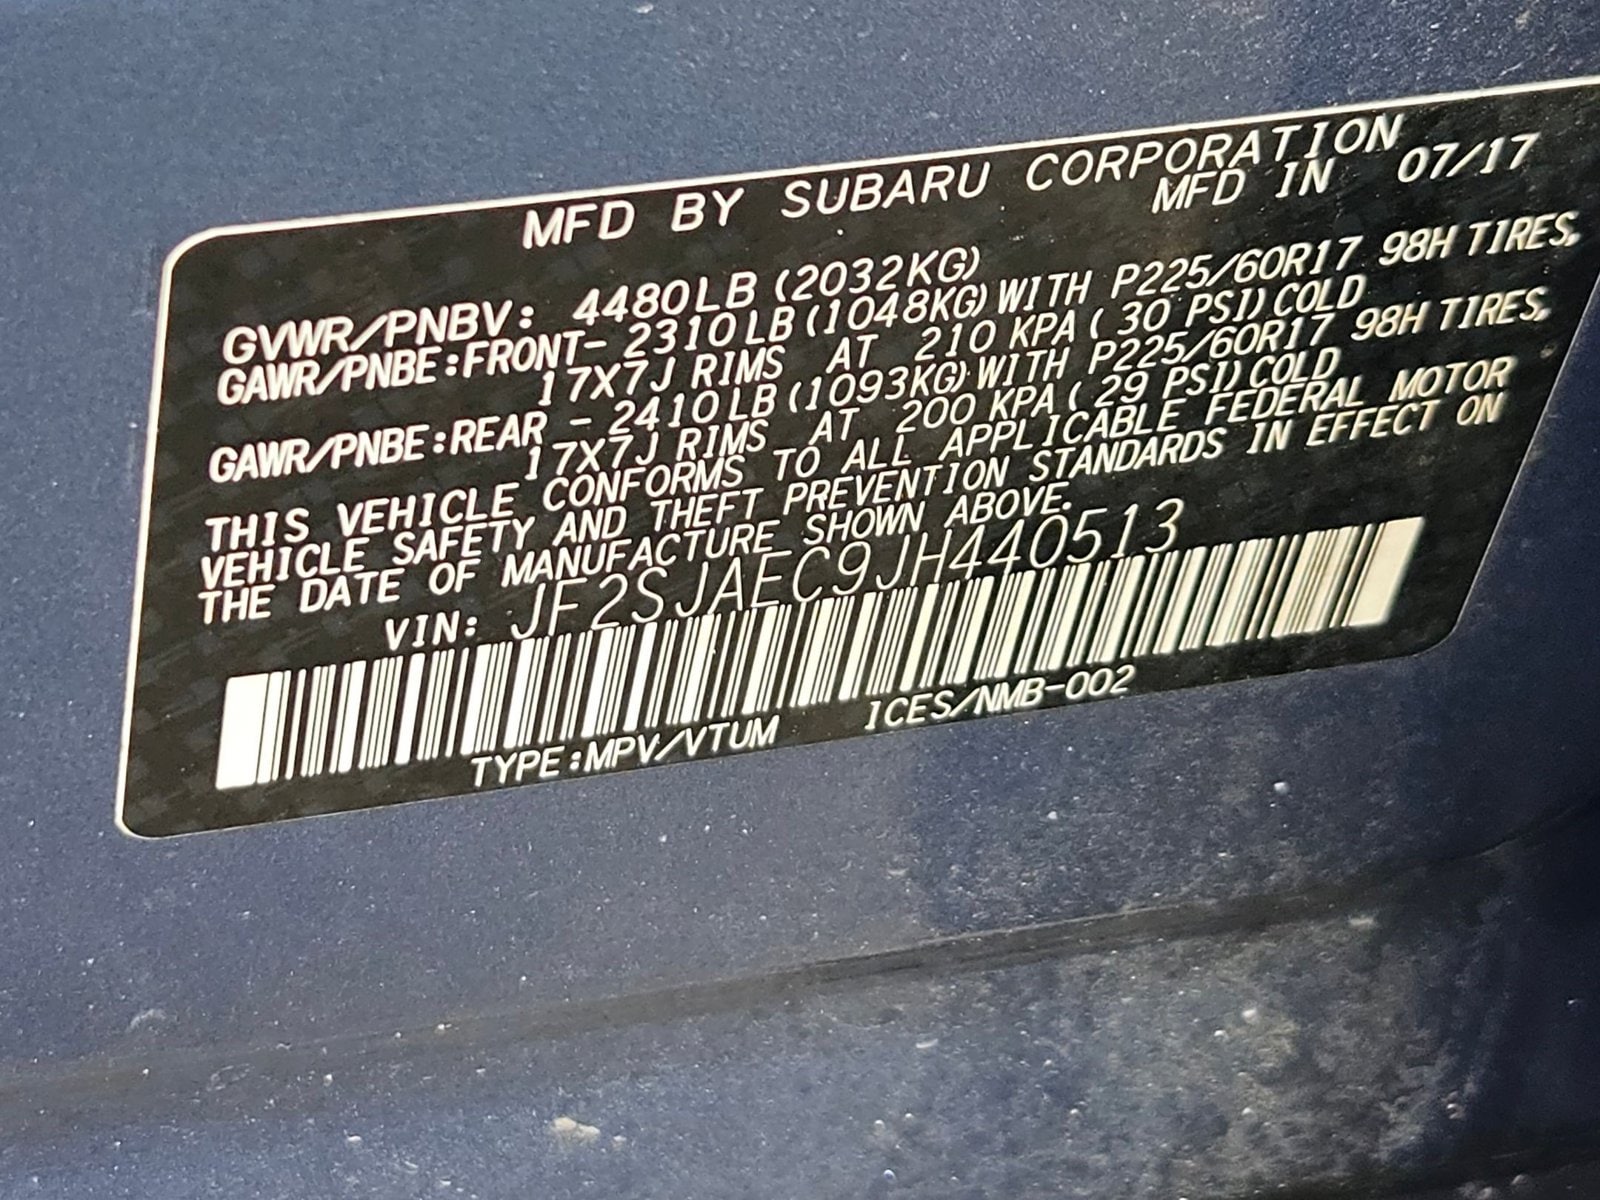 MFD BY SUBARU CORPORATION
MFD IN 07/17
GVWR/PNBV: 4480LB (2032KG)
GAWR/PNBE:FRONT- 2310LB (1048KG) WITH P225/60R17 98H TIRES,
17X7J RIMS AT 210 KPA ( 30 PSI) COLD
GAWR/PNBE:REAR - 2410LB (1093KG) WITH P225/60R17 98H TIRES,
17X7J RIMS AT 200 KPA ( 29 PSI) COLD
THIS VEHICLE CONFORMS TO ALL APPLICABLE FEDERAL MOTOR
VEHICLE SAFETY AND THEFT PREVENTION STANDARDS IN EFFECT ON
THE DATE OF MANUFACTURE SHOWN ABOVE.
VIN: JF2SJAEC9JH440513
TYPE:MPV/VTUM ICES/NMB-002